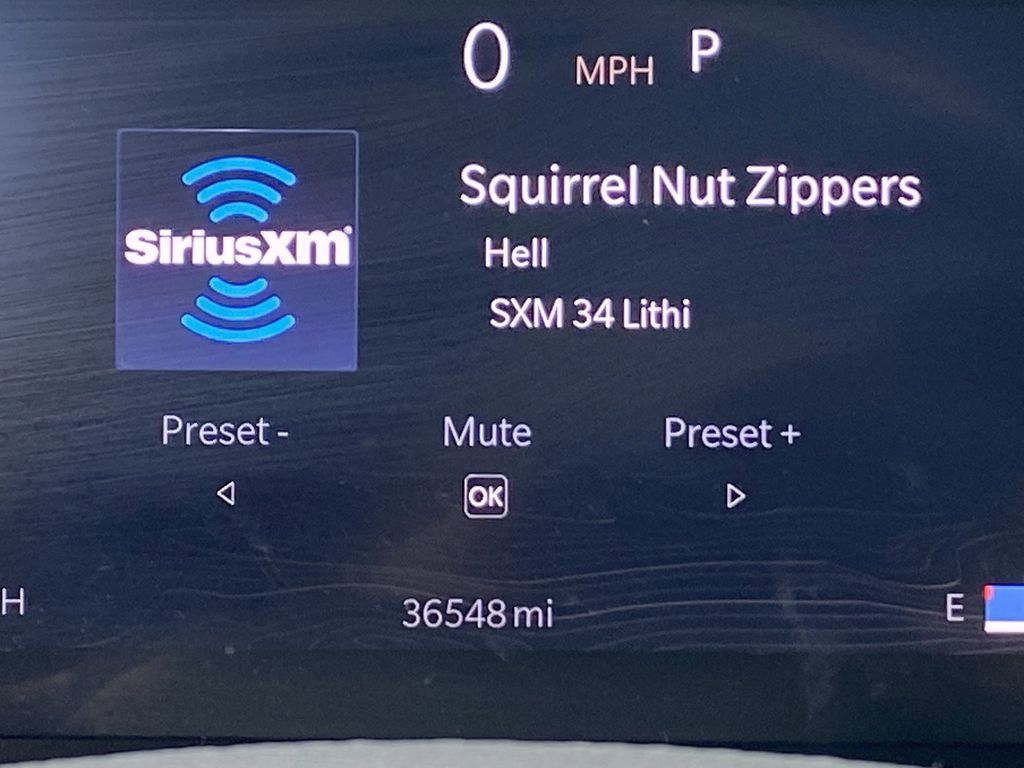 0 MPH P
Squirrel Nut Zippers
SiriusXM
Hell
SXM 34 Lithi
Preset - Mute Preset +
OK
H 36548 mi E